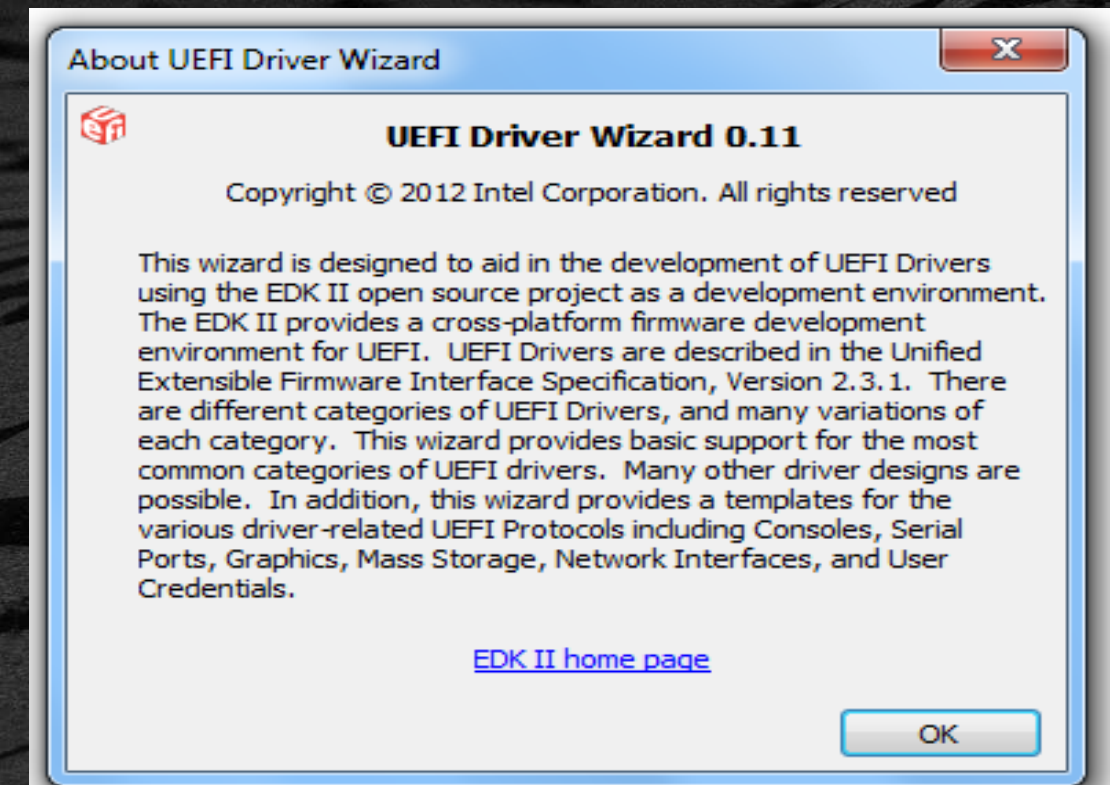 About UEFI Driver Wizard
UEFI Driver Wizard 0.11
Copyright © 2012 Intel Corporation. All rights reserved
This wizard is designed to aid in the development of UEFI Drivers
using the EDK II open source project as a development environment.
The EDK II provides a cross-platform firmware development
environment for UEFI.  UEFI Drivers are described in the Unified
Extensible Firmware Interface Specification, Version 2.3.1.  There
are different categories of UEFI Drivers, and many variations of
each category.  This wizard provides basic support for the most
common categories of UEFI drivers.  Many other driver designs are
possible.  In addition, this wizard provides a templates for the
various driver-related UEFI Protocols including Consoles, Serial
Ports, Graphics, Mass Storage, Network Interfaces, and User
Credentials.
EDK II home page
OK